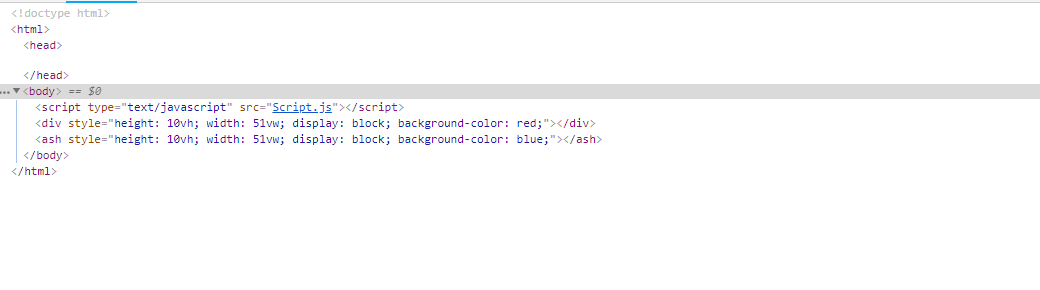 <!doctype html>
<html>
<head>
</head>
... ▼<body> == $0
<script type="text/javascript" src="Script.js"></script>
<div style="height: 10vh; width: 51vw; display: block; background-color: red;"></div>
<ash style="height: 10vh; width: 51vw; display: block; background-color: blue;"></ash>
</body>
</html>